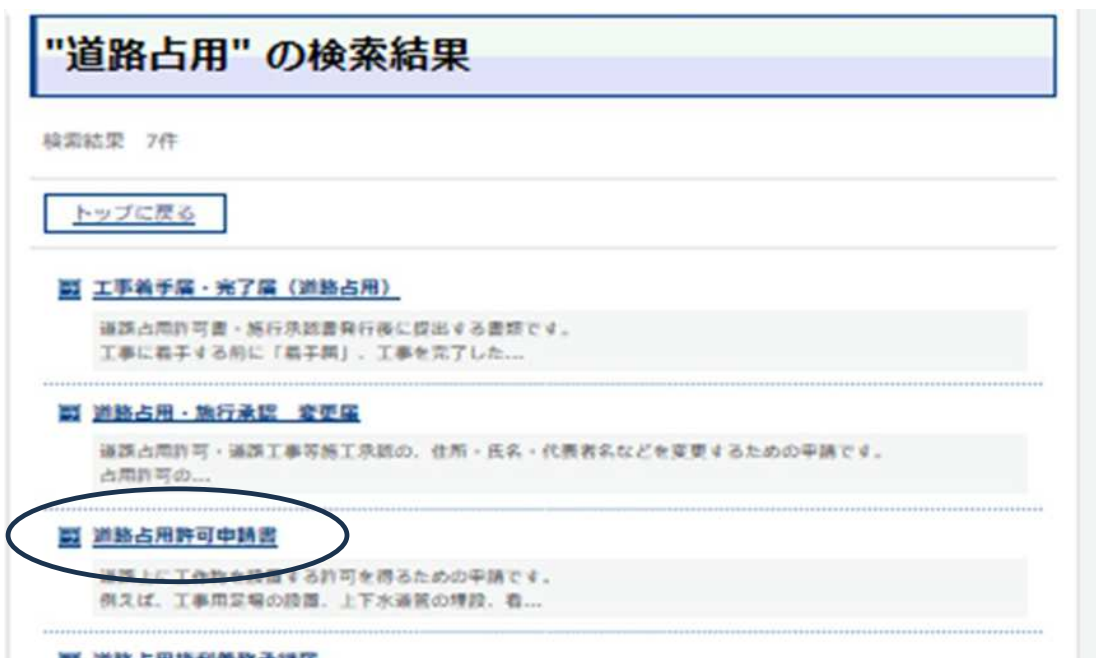 "道路占用" の検索結果
検索結果 7件
トップに戻る
工事着手届・完了届（道路占用）
道路占用許可書・施行承認書発行後に提出する書類です。
工事に着手する前に「着手届」、工事を完了した...
道路占用・施行承認 変更届
道路占用許可・道路工事等施工承認の、住所・氏名・代表者名などを変更するための申請です。
占用許可の...
道路占用許可申請書
道路上に工作物を設置する許可を得るための申請です。
例えば、工事用足場の設置、上下水道管の埋設、看...